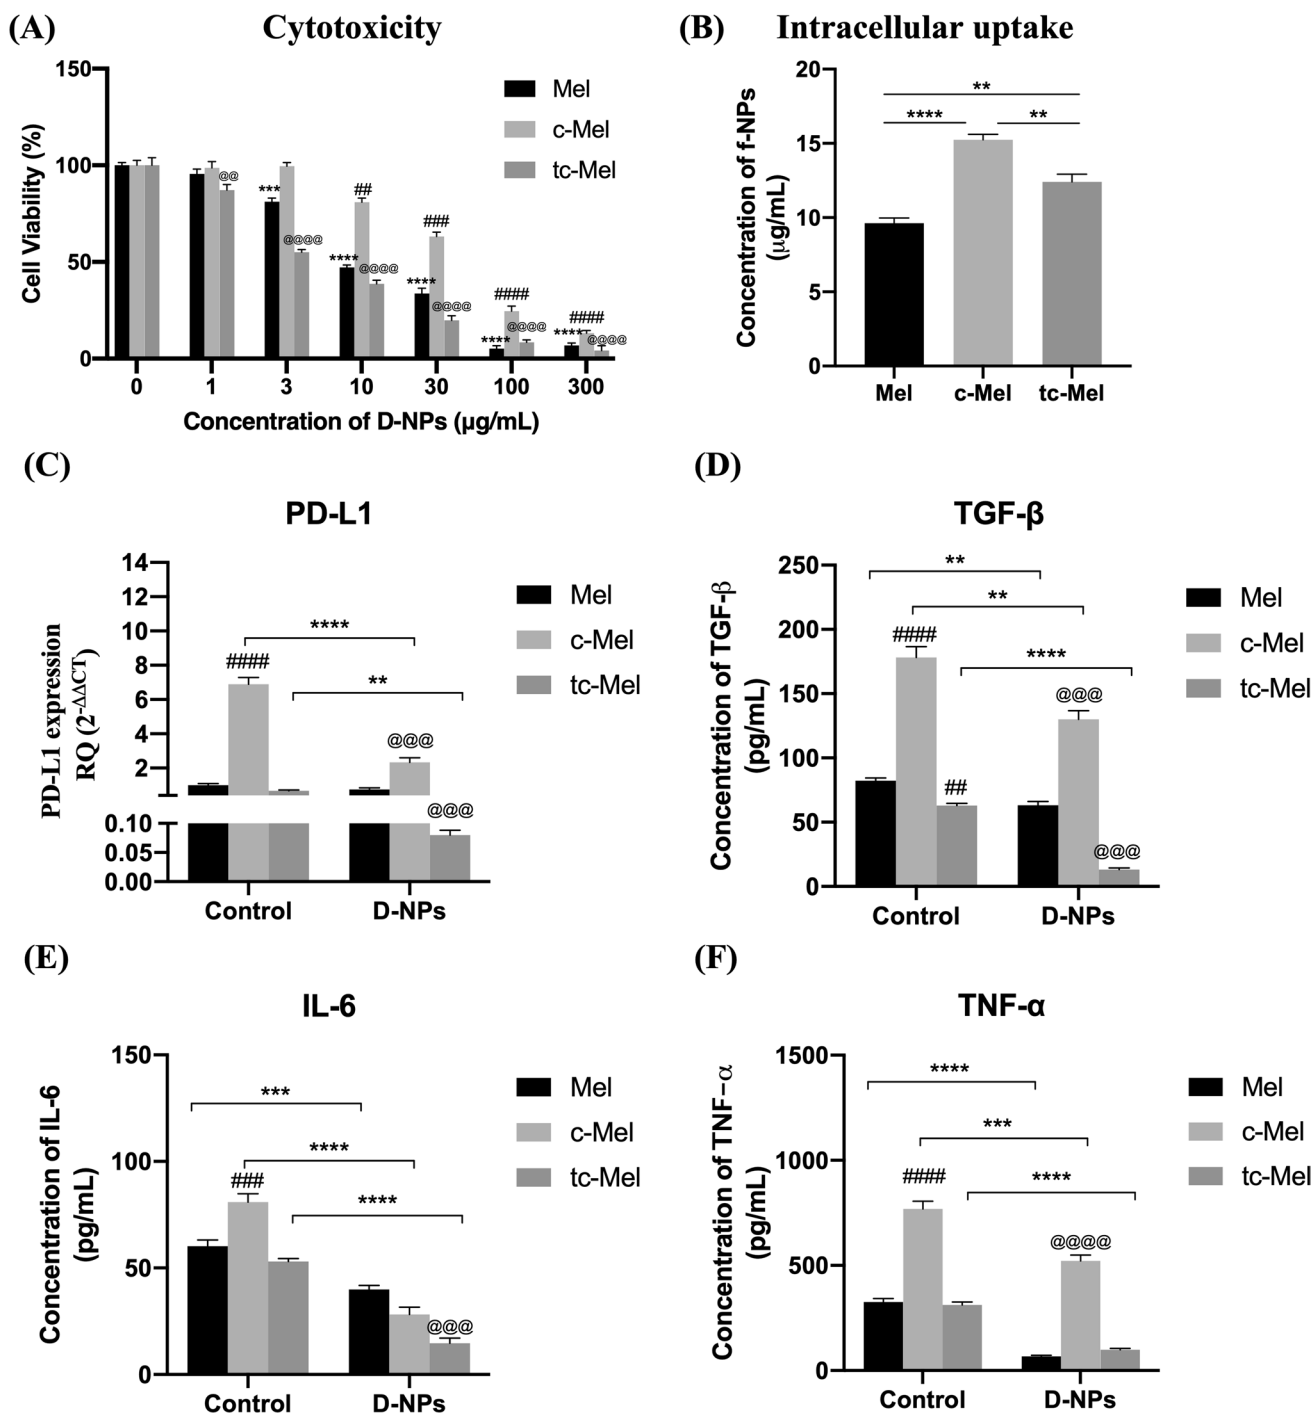 (A) Cytotoxicity
Cell Viability (%)
150
100
50
0
Mel
c-Mel
tc-Mel
@@
***
@@@@
****
##
@@@@
****
###
@@@@
****
####
@@@@
****
####
@@@@
0 1 3 10 30 100 300
Concentration of D-NPs (µg/mL)
(B) Intracellular uptake
Concentration of f-NPs
(µg/mL)
20
15
10
5
0
**
****
**
Mel c-Mel tc-Mel
(C)
PD-L1
PD-L1 expression
RQ (2-ΔΔCT)
14
12
10
8
6
4
2
0.10
0.05
0.00
****
####
**
@@@
@@@
Mel
c-Mel
tc-Mel
Control D-NPs
(D)
TGF-β
Concentration of TGF-β
(pg/mL)
250
200
150
100
50
0
**
**
####
****
@@@
##
@@@
Mel
c-Mel
tc-Mel
Control D-NPs
(E)
IL-6
Concentration of IL-6
(pg/mL)
150
100
50
0
***
****
###
****
@@@
Mel
c-Mel
tc-Mel
Control D-NPs
(F)
TNF-α
Concentration of TNF-α
(pg/mL)
1500
1000
500
0
****
***
####
****
@@@@
Mel
c-Mel
tc-Mel
Control D-NPs